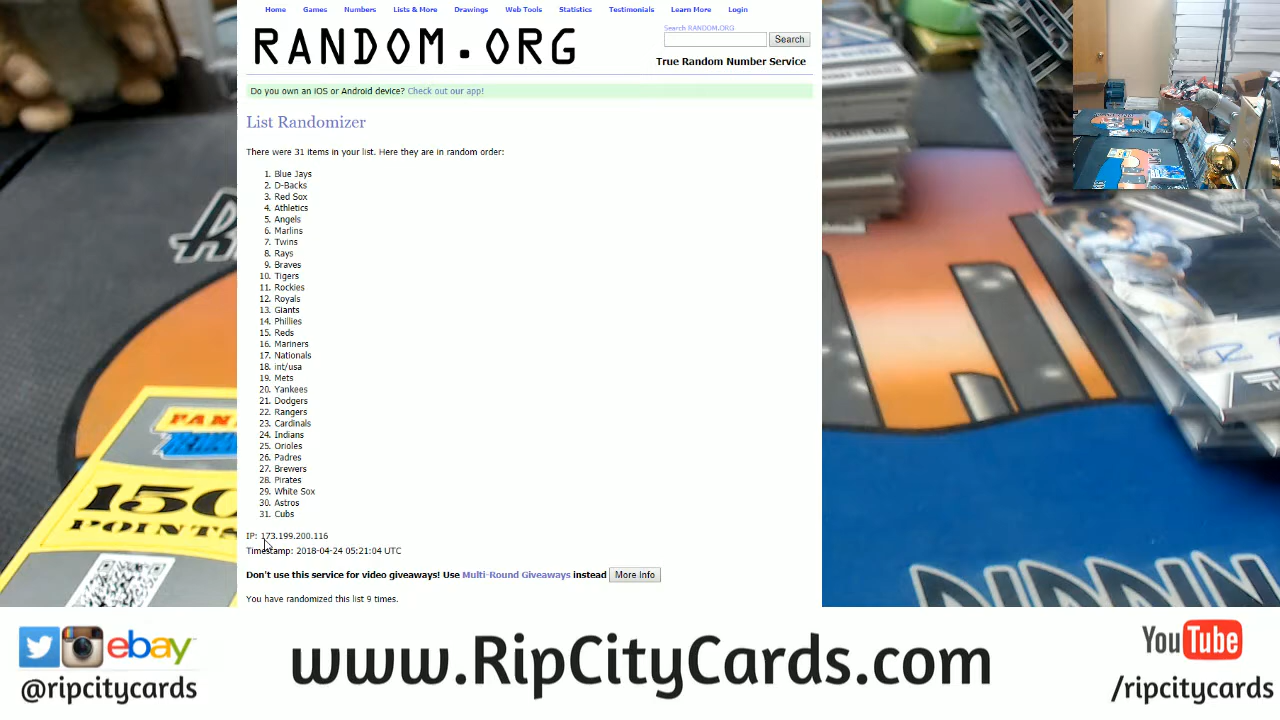 Home Games Numbers Lists & More Drawings Web Tools Statistics Testimonials Learn More Login
RANDOM.ORG
Search RANDOM.ORG
Search
True Random Number Service
Do you own an iOS or Android device? Check out our app!
List Randomizer
There were 31 items in your list. Here they are in random order:
1. Blue Jays
2. D-Backs
3. Red Sox
4. Athletics
5. Angels
6. Marlins
7. Twins
8. Rays
9. Braves
10. Tigers
11. Rockies
12. Royals
13. Giants
14. Phillies
15. Reds
16. Mariners
17. Nationals
18. int/usa
19. Mets
20. Yankees
21. Dodgers
22. Rangers
23. Cardinals
24. Indians
25. Orioles
26. Padres
27. Brewers
28. Pirates
29. White Sox
30. Astros
31. Cubs
IP: 173.199.200.116
Timestamp: 2018-04-24 05:21:04 UTC
Don't use this service for video giveaways! Use Multi-Round Giveaways instead More Info
You have randomized this list 9 times.
150
POINTS
ebay
@ripcitycards
www.RipCityCards.com
YouTube
/ripcitycards